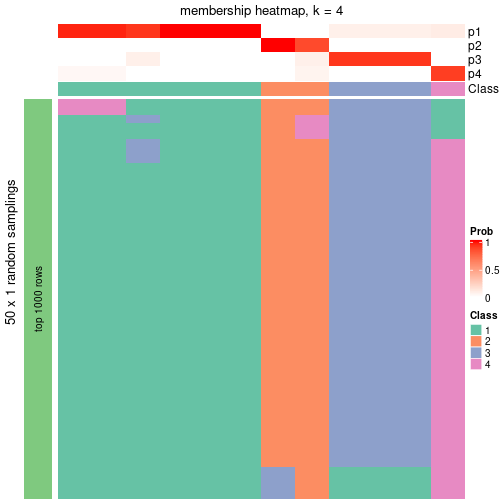 membership heatmap, k = 4
p1
p2
p3
p4
Class
50 x 1 random samplings
top 1000 rows
Prob
1
0.5
0
Class
1
2
3
4